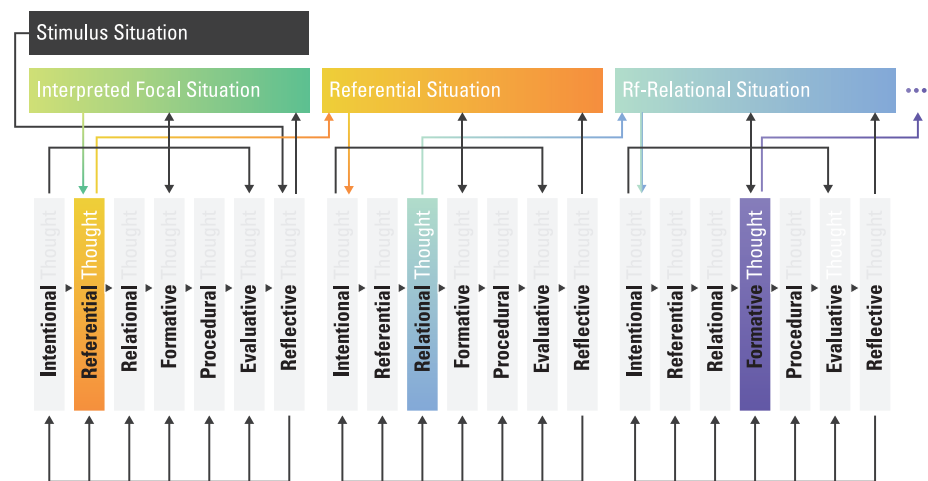 Stimulus Situation
Interpreted Focal Situation
Referential Situation
Rf-Relational Situation
Intentional Thought
Referential Thought
Relational Thought
Formative Thought
Procedural Thought
Evaluative Thought
Reflective Thought
Intentional Thought
Referential Thought
Relational Thought
Formative Thought
Procedural Thought
Evaluative Thought
Reflective Thought
Intentional Thought
Referential Thought
Relational Thought
Formative Thought
Procedural Thought
Evaluative Thought
Reflective Thought